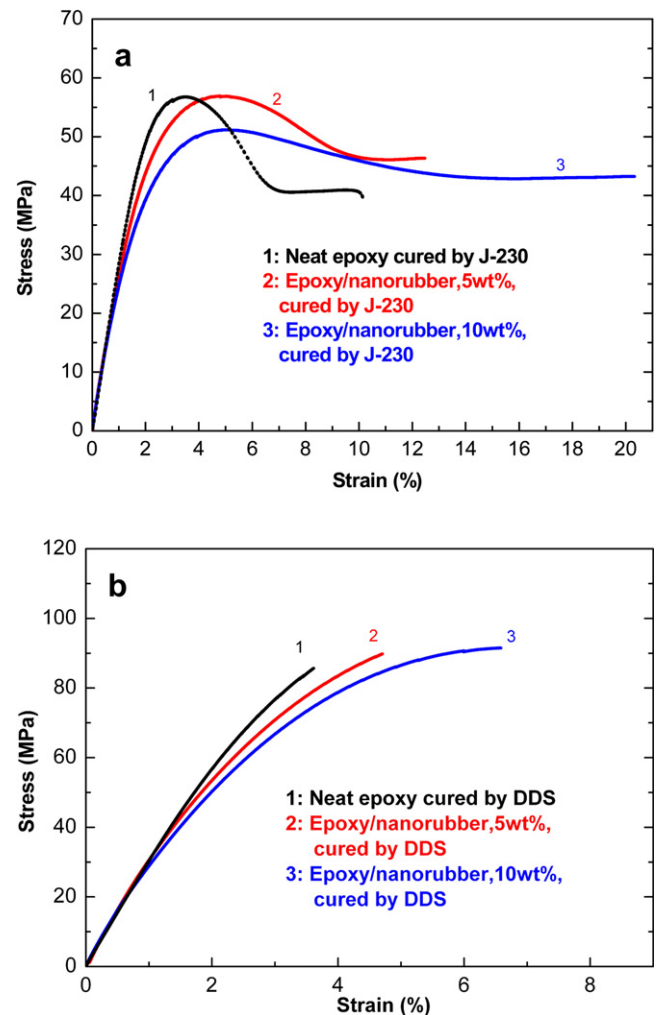 a
70
60
50
40
30
20
10
0
Stress (MPa)
1
2
3
1: Neat epoxy cured by J-230
2: Epoxy/nanorubber,5wt%,
cured by J-230
3: Epoxy/nanorubber,10wt%,
cured by J-230
0 2 4 6 8 10 12 14 16 18 20
Strain (%)
b
120
100
80
60
40
20
0
Stress (MPa)
1
2
3
1: Neat epoxy cured by DDS
2: Epoxy/nanorubber,5wt%,
cured by DDS
3: Epoxy/nanorubber,10wt%,
cured by DDS
0 2 4 6 8
Strain (%)